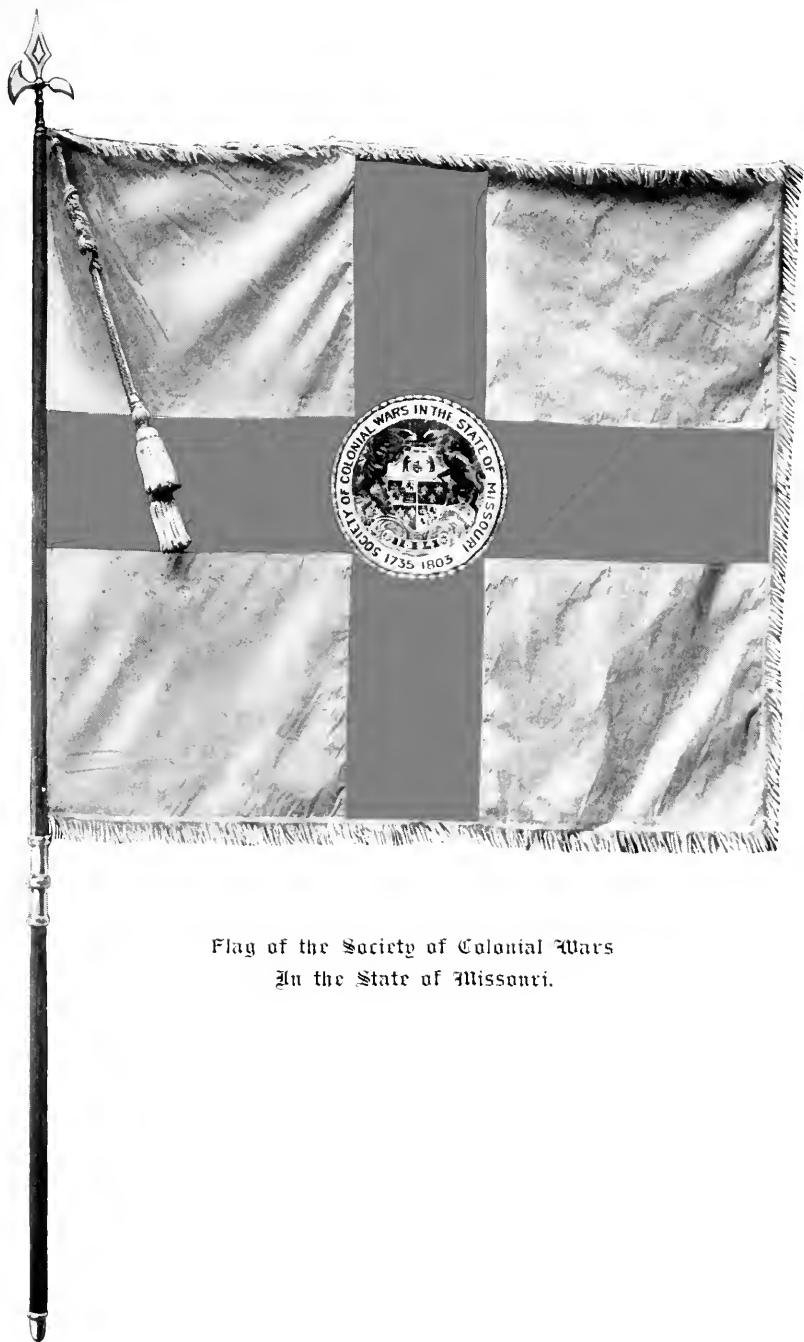 SOCIETY OF COLONIAL WARS IN THE STATE OF MISSOURI
1735 1803
Flag of the Society of Colonial Wars
In the State of Missouri.